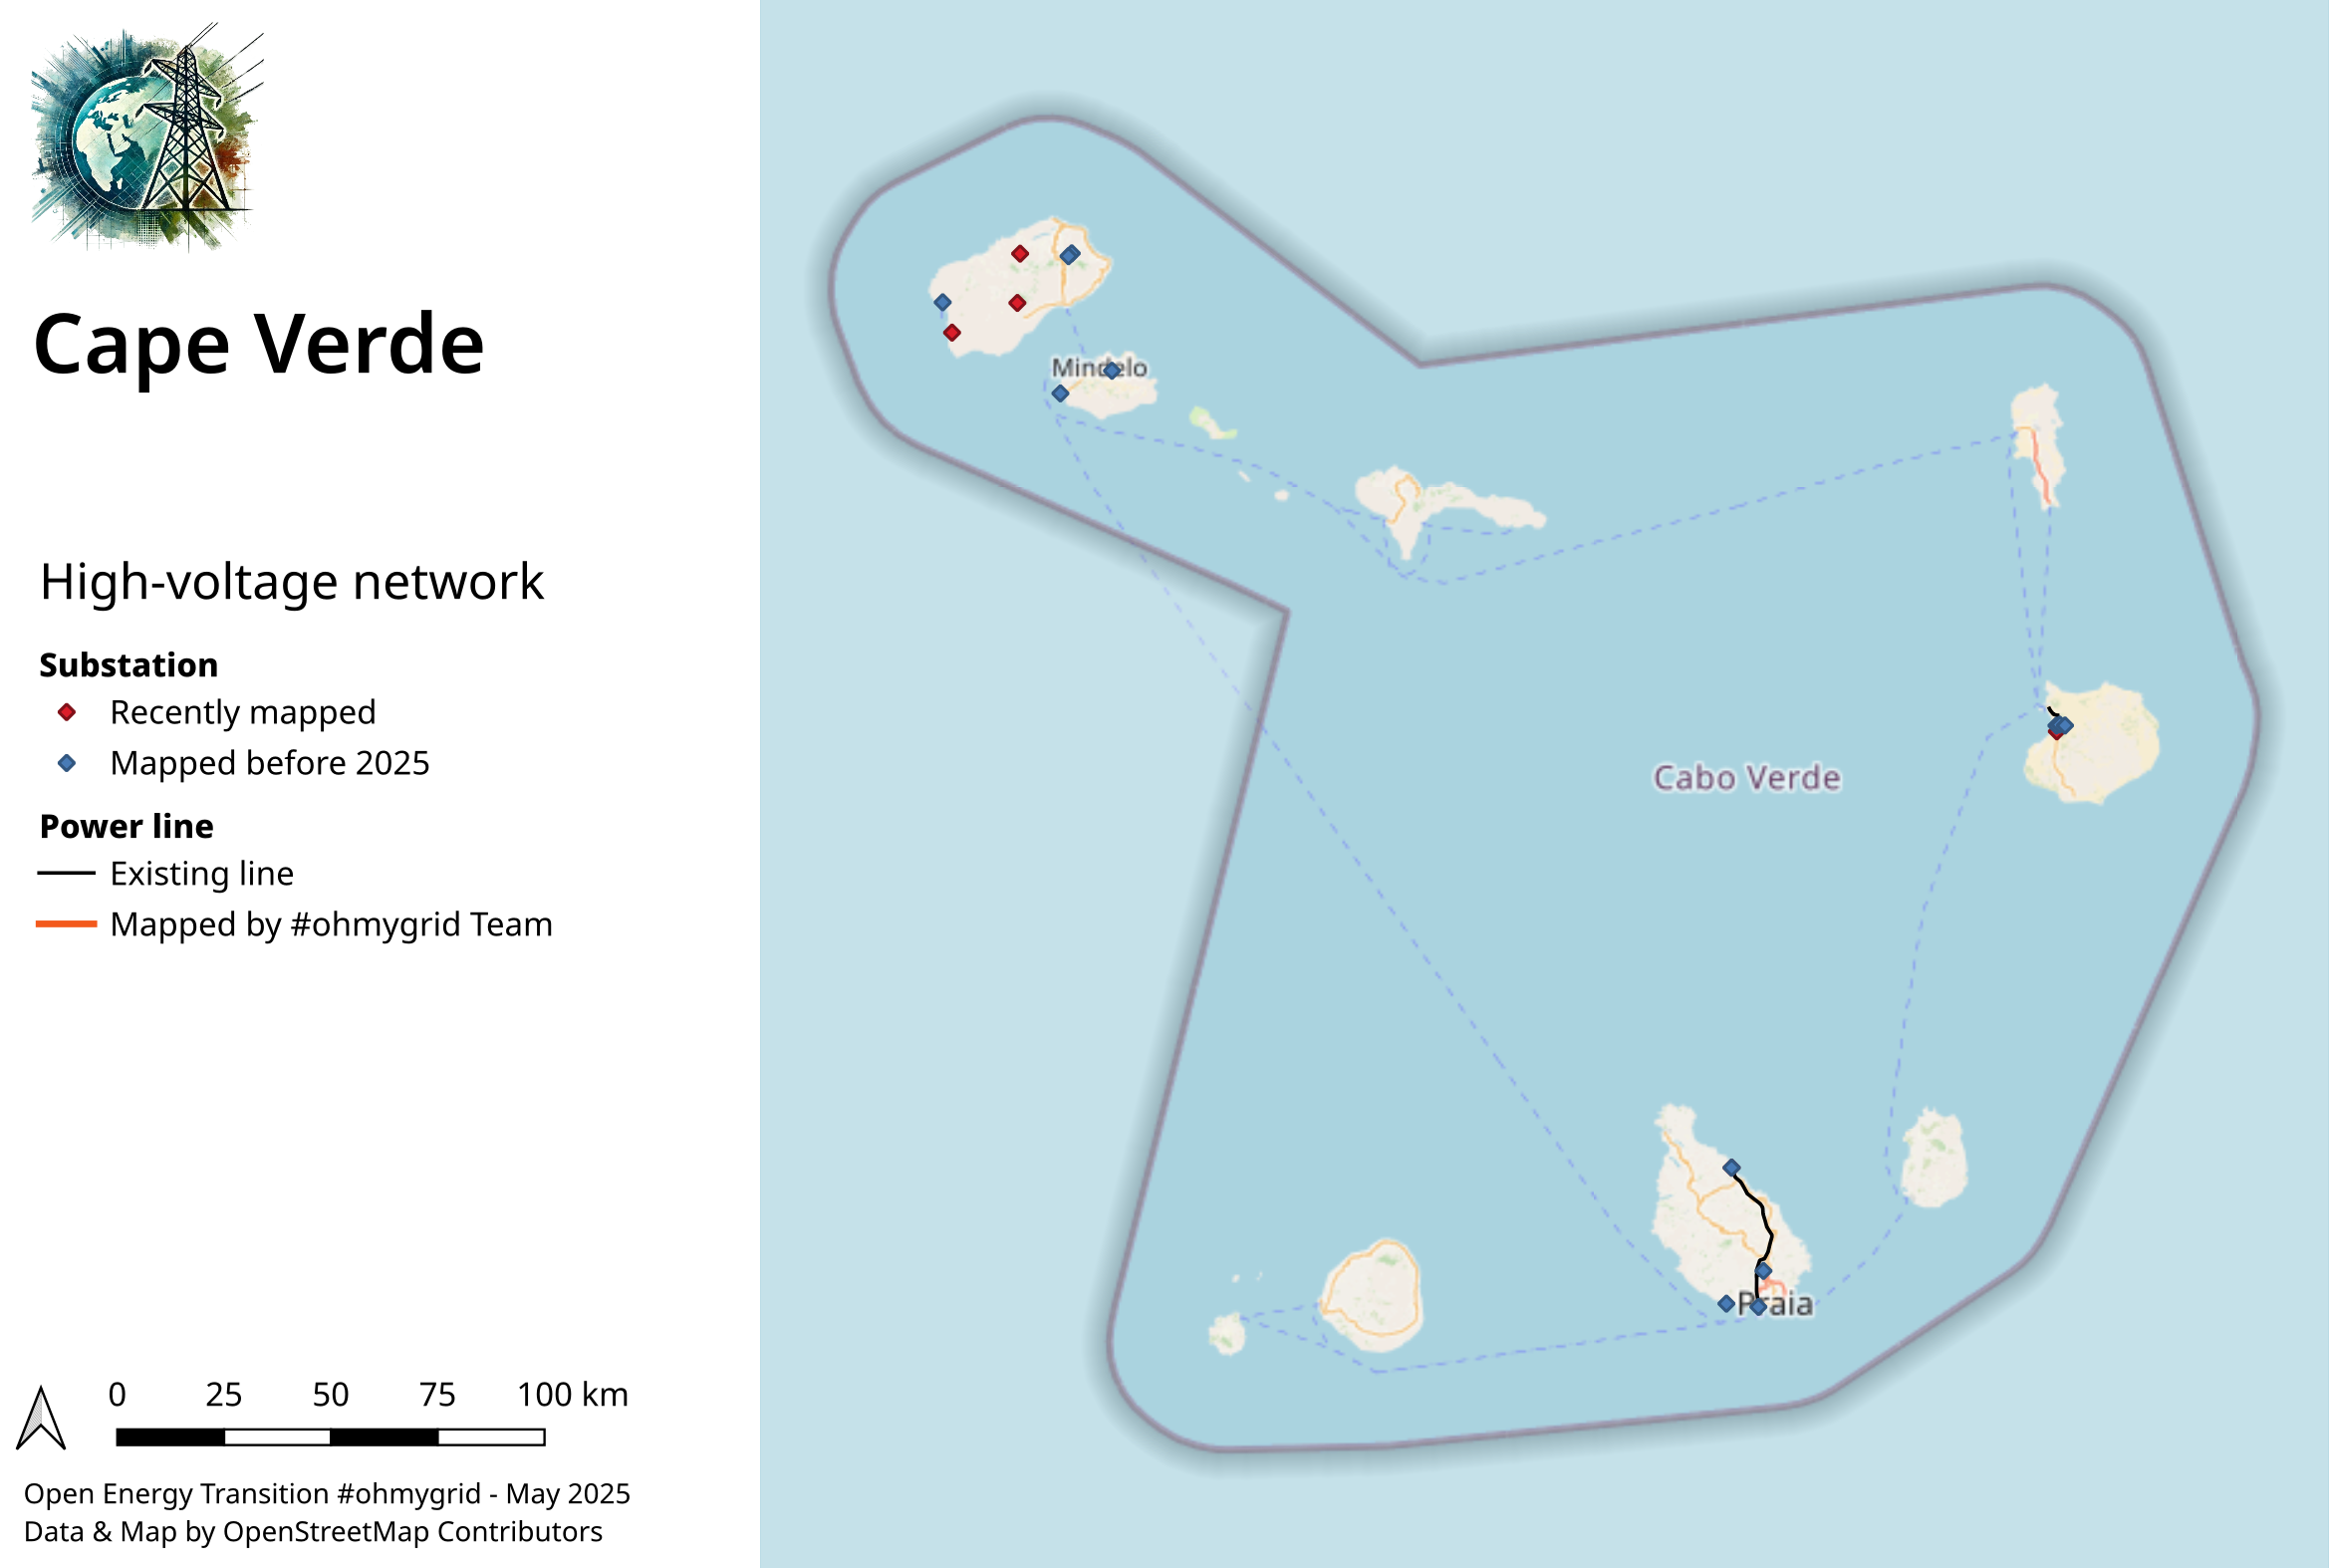 Cape Verde
High-voltage network
Substation
Recently mapped
Mapped before 2025
Power line
Existing line
Mapped by #ohmygrid Team
0 25 50 75 100 km
Open Energy Transition #ohmygrid - May 2025
Data & Map by OpenStreetMap Contributors
Mindelo
Cabo Verde
Praia